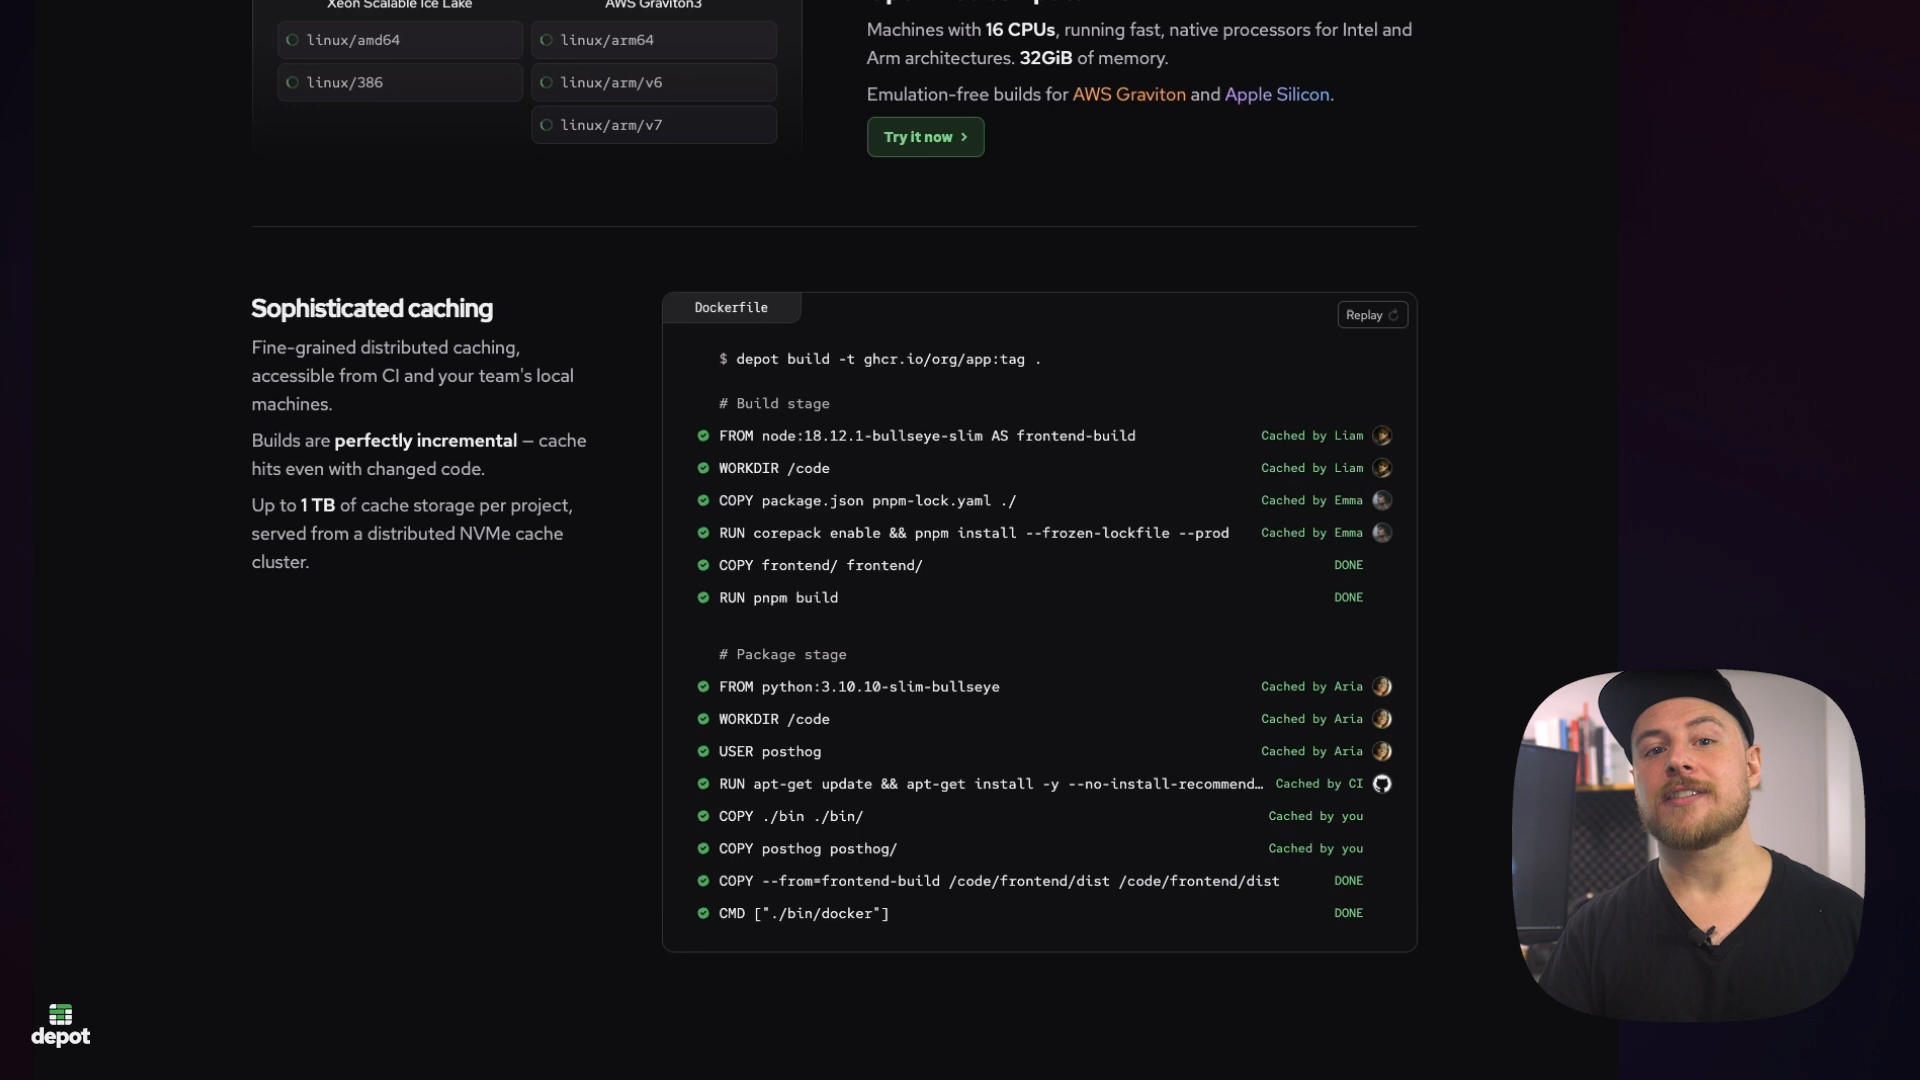 Xeon Scalable Ice Lake
AWS Graviton3
linux/amd64
linux/arm64
linux/386
linux/arm/v6
linux/arm/v7
Machines with 16 CPUs, running fast, native processors for Intel and
Arm architectures. 32GiB of memory.
Emulation-free builds for AWS Graviton and Apple Silicon.
Try it now >
Sophisticated caching
Fine-grained distributed caching,
accessible from CI and your team's local
machines.
Builds are perfectly incremental — cache
hits even with changed code.
Up to 1 TB of cache storage per project,
served from a distributed NVMe cache
cluster.
Dockerfile
Replay
$ depot build -t ghcr.io/org/app:tag .
# Build stage
FROM node:18.12.1-bullseye-slim AS frontend-build Cached by Liam
WORKDIR /code Cached by Liam
COPY package.json pnpm-lock.yaml ./ Cached by Emma
RUN corepack enable && pnpm install --frozen-lockfile --prod Cached by Emma
COPY frontend/ frontend/ DONE
RUN pnpm build DONE
# Package stage
FROM python:3.10.10-slim-bullseye Cached by Aria
WORKDIR /code Cached by Aria
USER posthog Cached by Aria
RUN apt-get update && apt-get install -y --no-install-recommend… Cached by CI
COPY ./bin ./bin/ Cached by you
COPY posthog posthog/ Cached by you
COPY --from=frontend-build /code/frontend/dist /code/frontend/dist DONE
CMD ["./bin/docker"] DONE
depot